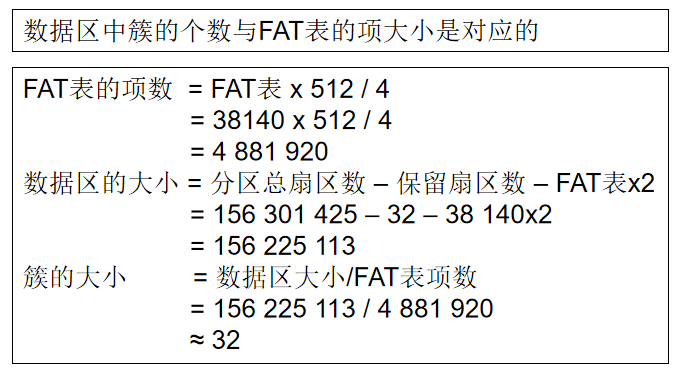 数据区中簇的个数与FAT表的项大小是对应的
FAT表的项数 = FAT表 x 512 / 4
= 38140 x 512 / 4
= 4 881 920
数据区的大小 = 分区总扇区数 – 保留扇区数 – FAT表x2
= 156 301 425 – 32 – 38 140x2
= 156 225 113
簇的大小 = 数据区大小/FAT表项数
= 156 225 113 / 4 881 920
≈ 32